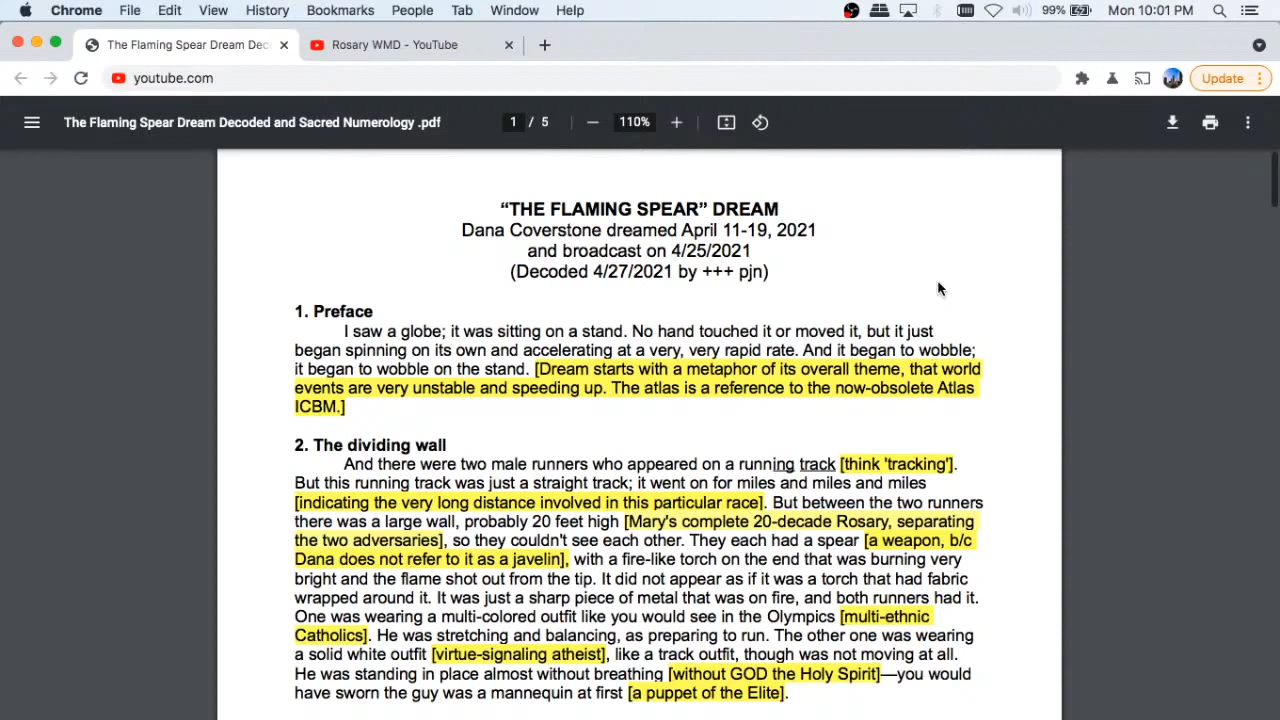 Chrome File Edit View History Bookmarks People Tab Window Help 99% Mon 10:01 PM
The Flaming Spear Dream Dec Rosary WMD - YouTube
youtube.com Update
The Flaming Spear Dream Decoded and Sacred Numerology .pdf 1 / 5 110%
“THE FLAMING SPEAR” DREAM
Dana Coverstone dreamed April 11-19, 2021
and broadcast on 4/25/2021
(Decoded 4/27/2021 by +++ pjn)
1. Preface
I saw a globe; it was sitting on a stand. No hand touched it or moved it, but it just
began spinning on its own and accelerating at a very, very rapid rate. And it began to wobble;
it began to wobble on the stand. [Dream starts with a metaphor of its overall theme, that world
events are very unstable and speeding up. The atlas is a reference to the now-obsolete Atlas
ICBM.]
2. The dividing wall
And there were two male runners who appeared on a running track [think 'tracking'].
But this running track was just a straight track; it went on for miles and miles and miles
[indicating the very long distance involved in this particular race]. But between the two runners
there was a large wall, probably 20 feet high [Mary's complete 20-decade Rosary, separating
the two adversaries], so they couldn't see each other. They each had a spear [a weapon, b/c
Dana does not refer to it as a javelin], with a fire-like torch on the end that was burning very
bright and the flame shot out from the tip. It did not appear as if it was a torch that had fabric
wrapped around it. It was just a sharp piece of metal that was on fire, and both runners had it.
One was wearing a multi-colored outfit like you would see in the Olympics [multi-ethnic
Catholics]. He was stretching and balancing, as preparing to run. The other one was wearing
a solid white outfit [virtue-signaling atheist], like a track outfit, though was not moving at all.
He was standing in place almost without breathing [without GOD the Holy Spirit]—you would
have sworn the guy was a mannequin at first [a puppet of the Elite].